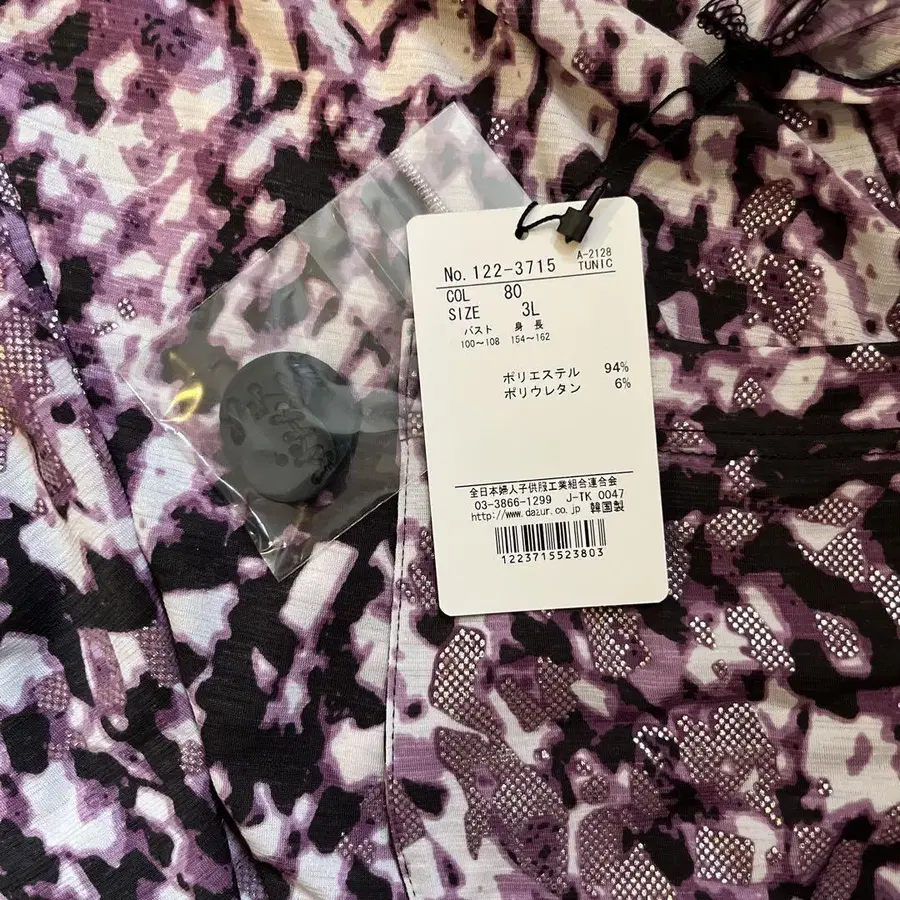 No. 122-3715 A-2128 TUNIC
COL 80
SIZE 3L
バスト 身長
100～108 154～162
ポリエステル 94%
ポリウレタン 6%
全日本婦人子供服工業組合連合会
03-3866-1299 J-TK 0047
http://www.dazur.co.jp 韓国製
1223715523803